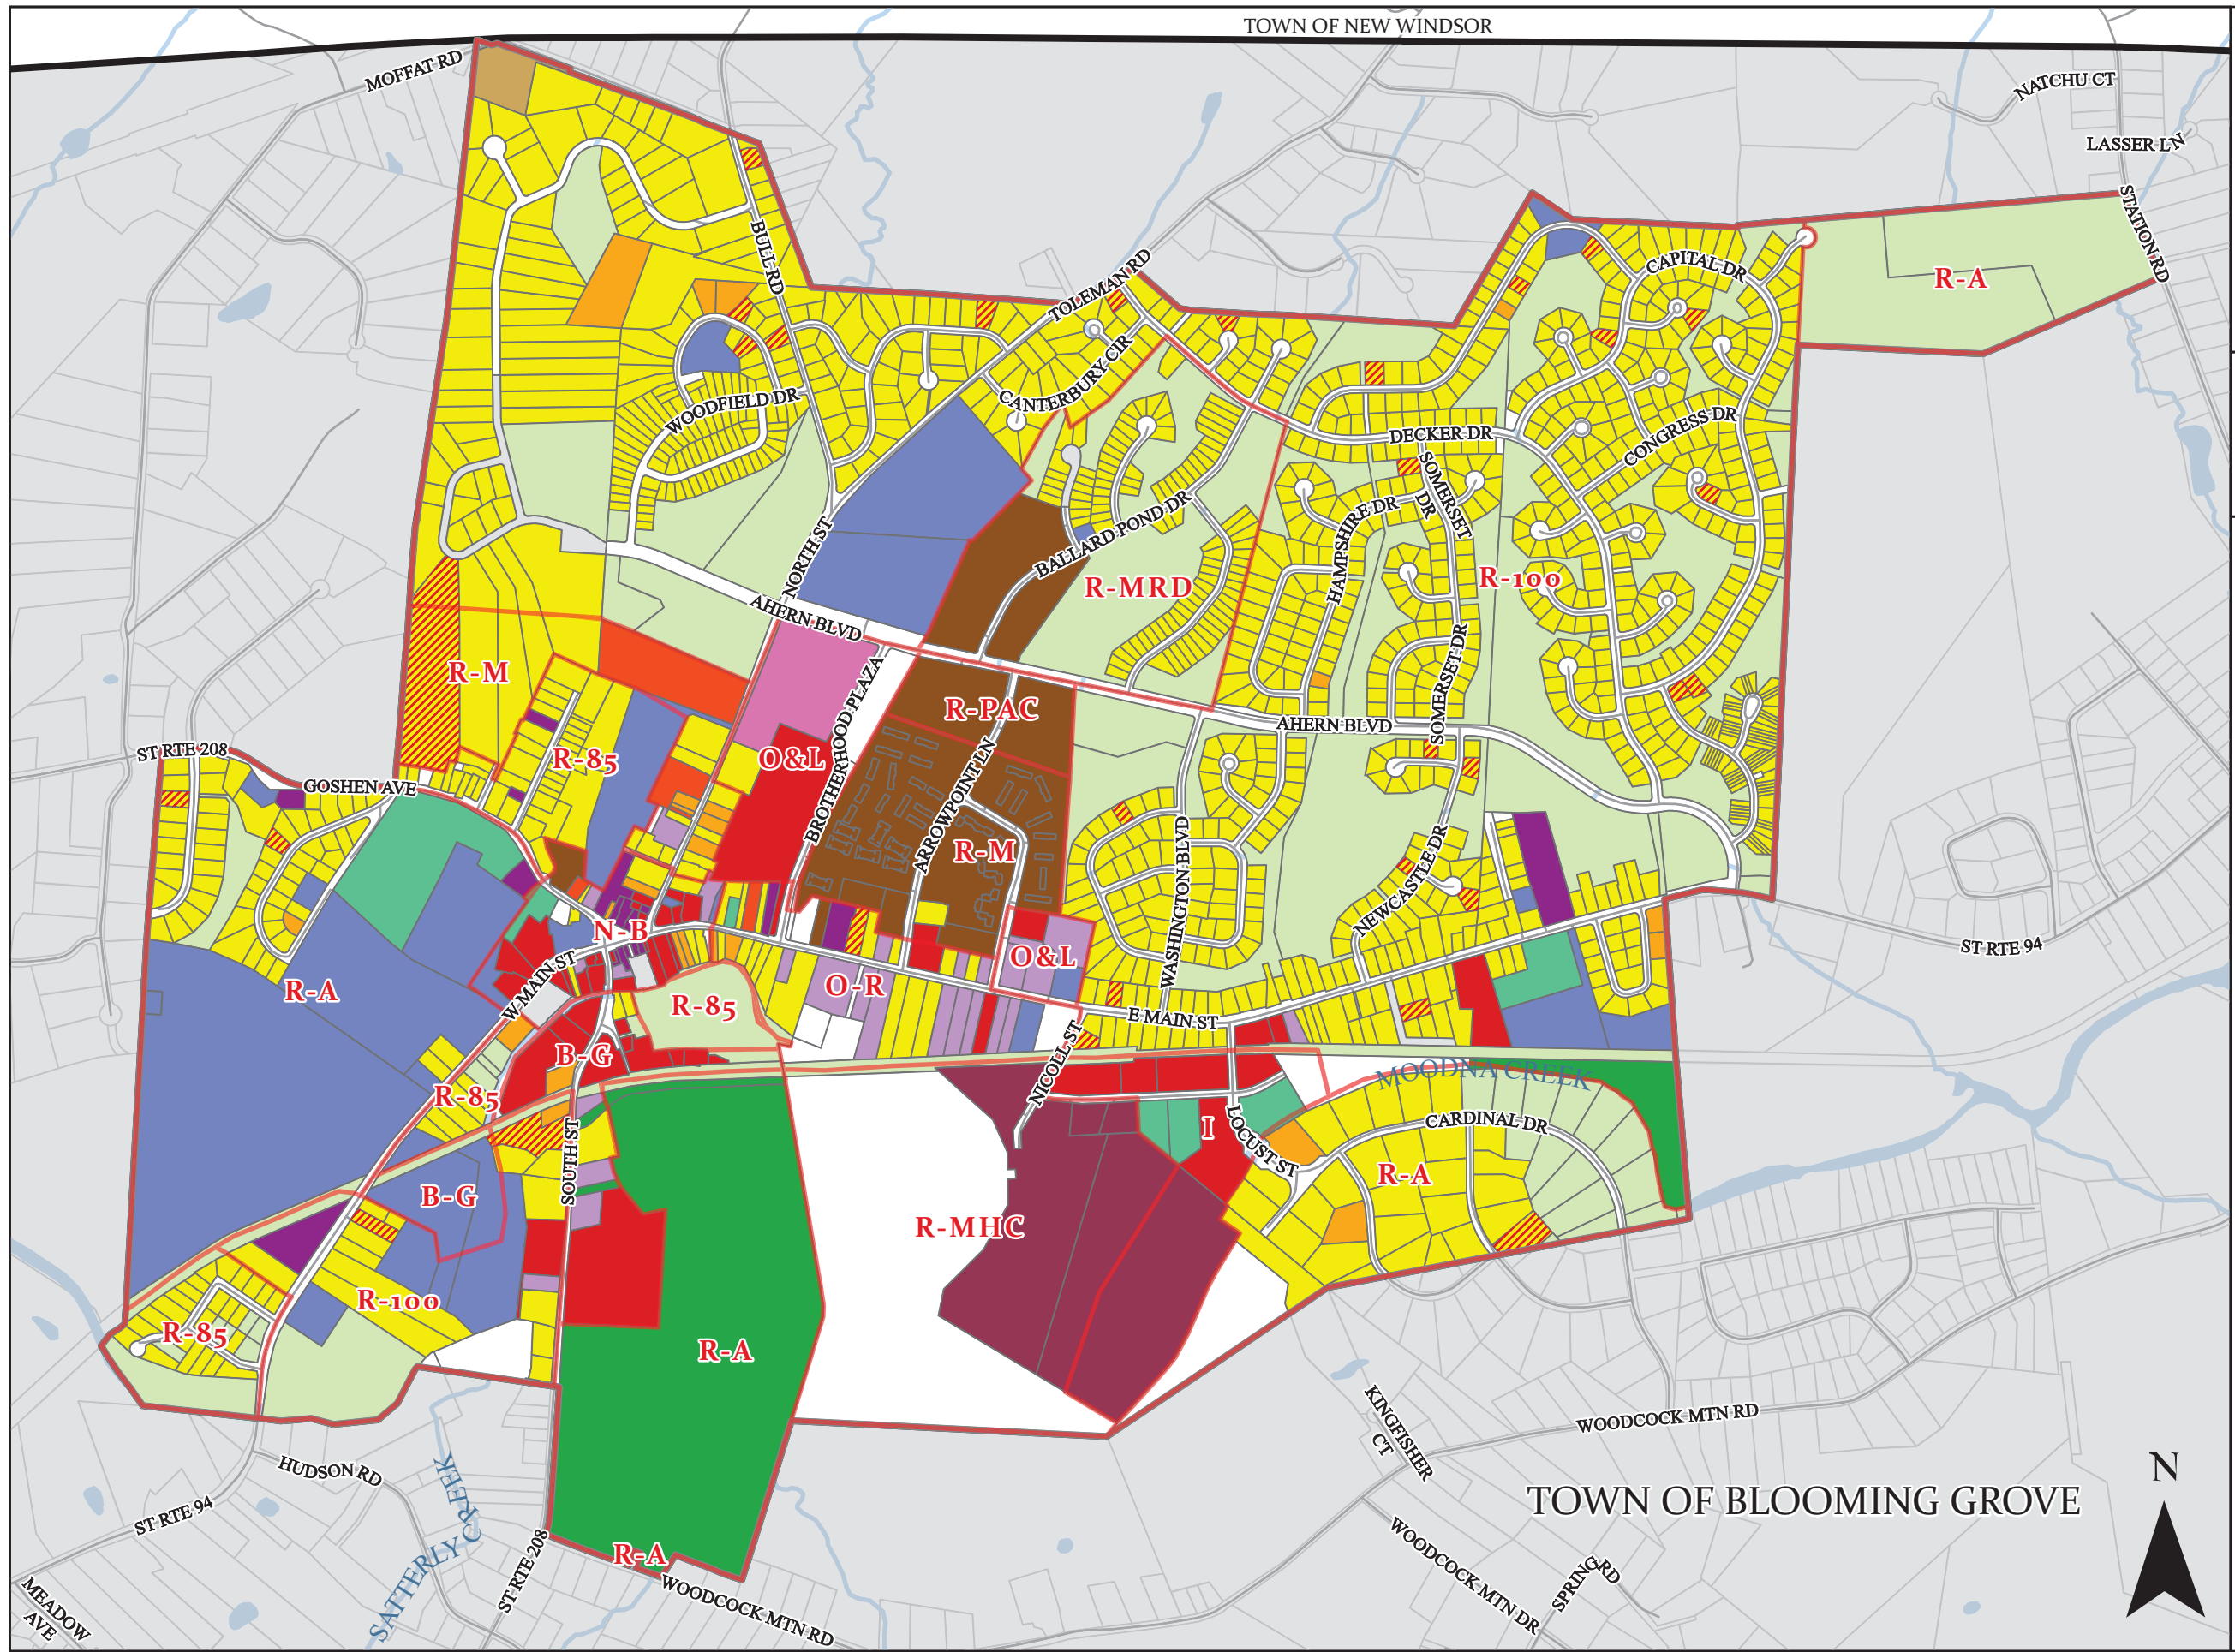 TOWN OF NEW WINDSOR
MOFFAT RD
NATCHU CT
LASSER LN
STATION RD
BULL RD
TOLEMAN RD
CAPITAL DR
R-A
CANTERBURY CIR
WOODFIELD DR
DECKER DR
CONGRESS DR
SOMERSET
DR
HAMPSHIRE DR
BALLARD POND DR
NORTH ST
AHERN BLVD
R-MRD
R-100
R-M
R-PAC
SOMERSET DR
AHERN BLVD
BROTHERHOOD PLAZA
ST RTE 208
GOSHEN AVE
R-85
O&L
ARROWPOINT LN
R-M
WASHINGTON BLVD
NEWCASTLE DR
N-B
O&L
ST RTE 94
R-A
W MAIN ST
R-85
O-R
E MAIN ST
B-G
NICOLL ST
MOODNA CREEK
R-85
SOUTH ST
I
LOCUST ST
CARDINAL DR
R-A
B-G
R-MHC
R-100
R-85
R-A
KINGFISHER
CT
WOODCOCK MTN RD
HUDSON RD
ST RTE 94
SATTERLY CREEK
ST RTE 208
R-A
WOODCOCK MTN RD
WOODCOCK MTN DR
SPRING RD
MEADOW
AVE
TOWN OF BLOOMING GROVE
N